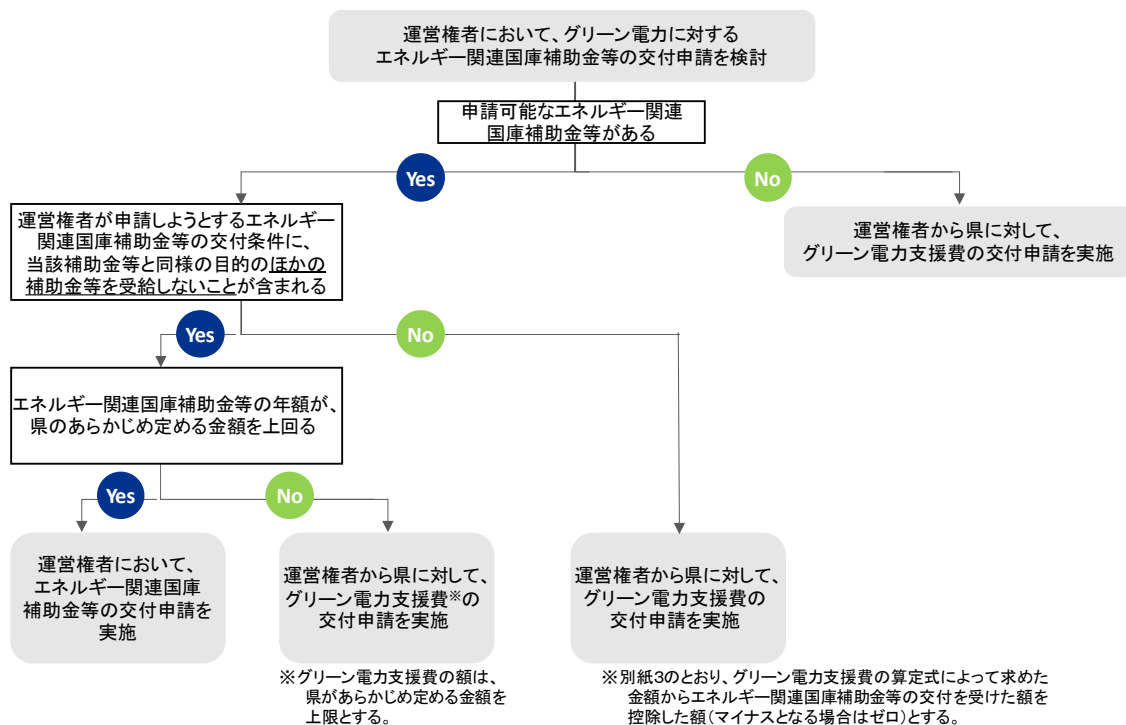 運営権者において、グリーン電力に対する
エネルギー関連国庫補助金等の交付申請を検討
申請可能なエネルギー関連
国庫補助金等がある
Yes
No
運営権者が申請しようとするエネルギー
関連国庫補助金等の交付条件に、
当該補助金等と同様の目的のほかの
補助金等を受給しないことが含まれる
運営権者から県に対して、
グリーン電力支援費の交付申請を実施
Yes
No
エネルギー関連国庫補助金等の年額が、
県のあらかじめ定める金額を上回る
Yes
No
運営権者において、
エネルギー関連国庫
補助金等の交付申請を
実施
運営権者から県に対して、
グリーン電力支援費※の
交付申請を実施
運営権者から県に対して、
グリーン電力支援費の
交付申請を実施
※グリーン電力支援費の額は、
県があらかじめ定める金額を
上限とする。
※別紙3のとおり、グリーン電力支援費の算定式によって求めた
金額からエネルギー関連国庫補助金等の交付を受けた額を
控除した額(マイナスとなる場合はゼロ)とする。